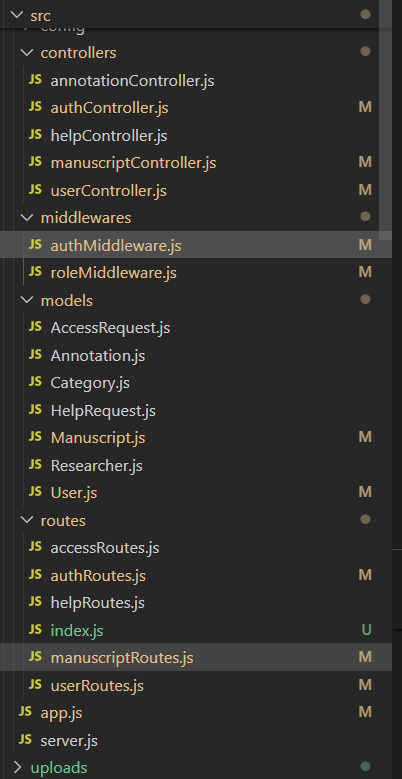 src
config
controllers
JS annotationController.js
JS authController.js M
JS helpController.js
JS manuscriptController.js M
JS userController.js M
middlewares
JS authMiddleware.js M
JS roleMiddleware.js M
models
JS AccessRequest.js
JS Annotation.js
JS Category.js
JS HelpRequest.js
JS Manuscript.js M
JS Researcher.js
JS User.js M
routes
JS accessRoutes.js
JS authRoutes.js M
JS helpRoutes.js
JS index.js U
JS manuscriptRoutes.js M
JS userRoutes.js M
JS app.js M
JS server.js
uploads